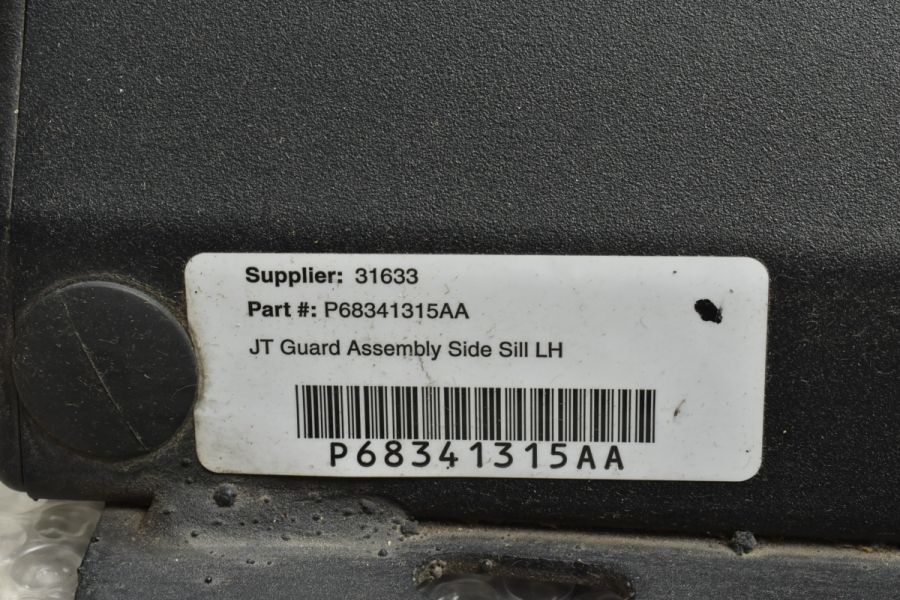 Supplier: 31633
Part #: P68341315AA
JT Guard Assembly Side Sill LH
P68341315AA